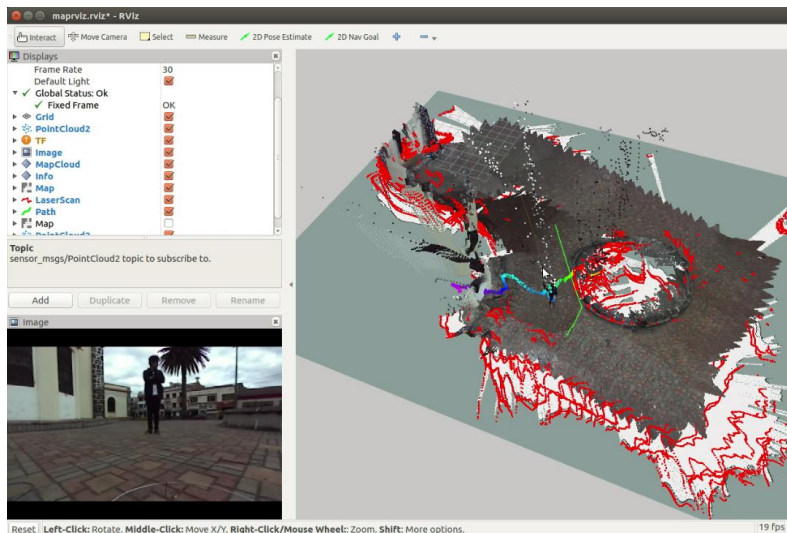 maprviz.rviz* - RViz
Interact Move Camera Select Measure 2D Pose Estimate 2D Nav Goal
Displays
Frame Rate 30
Default Light
Global Status: Ok
Fixed Frame OK
Grid
PointCloud2
TF
Image
MapCloud
Info
Map
LaserScan
Path
Map
PointCloud2
Topic
sensor_msgs/PointCloud2 topic to subscribe to.
Add Duplicate Remove Rename
Image
Reset Left-Click: Rotate. Middle-Click: Move X/Y. Right-Click/Mouse Wheel:: Zoom. Shift: More options. 19 fps